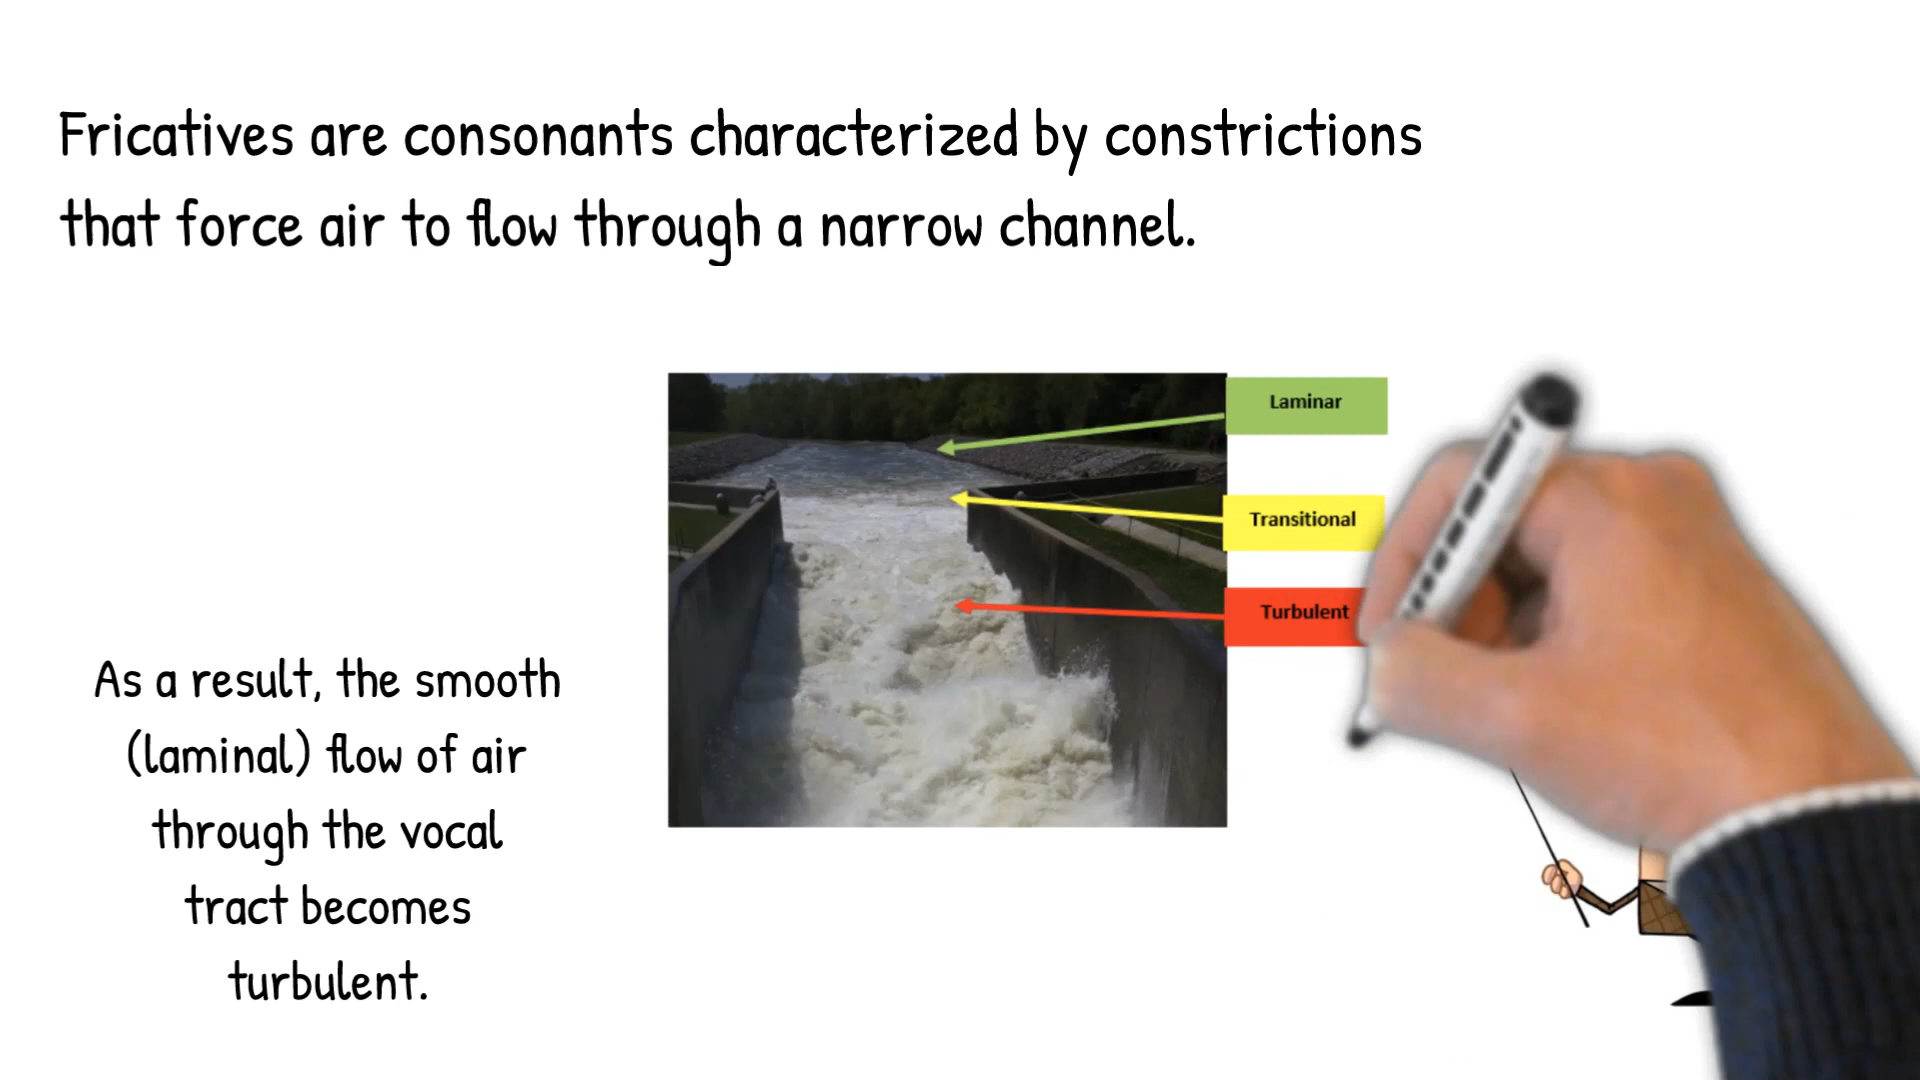 Fricatives are consonants characterized by constrictions
that force air to flow through a narrow channel.
Laminar
Transitional
Turbulent
As a result, the smooth
(laminal) flow of air
through the vocal
tract becomes
turbulent.